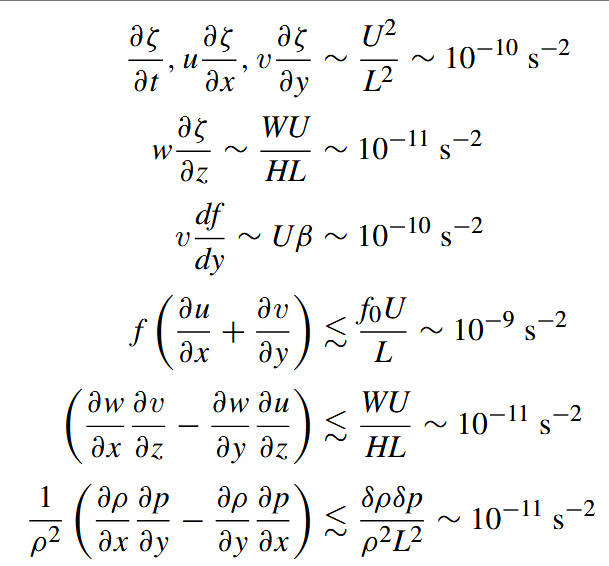 ∂ζ/∂t, u ∂ζ/∂x, v ∂ζ/∂y ∼ U²/L² ∼ 10⁻¹⁰ s⁻²
w ∂ζ/∂z ∼ WU/HL ∼ 10⁻¹¹ s⁻²
v df/dy ∼ Uβ ∼ 10⁻¹⁰ s⁻²
f (∂u/∂x + ∂v/∂y) ≲ f₀U/L ∼ 10⁻⁹ s⁻²
(∂w/∂x ∂v/∂z − ∂w/∂y ∂u/∂z) ≲ WU/HL ∼ 10⁻¹¹ s⁻²
1/ρ² (∂ρ/∂x ∂p/∂y − ∂ρ/∂y ∂p/∂x) ≲ δρδp/ρ²L² ∼ 10⁻¹¹ s⁻²